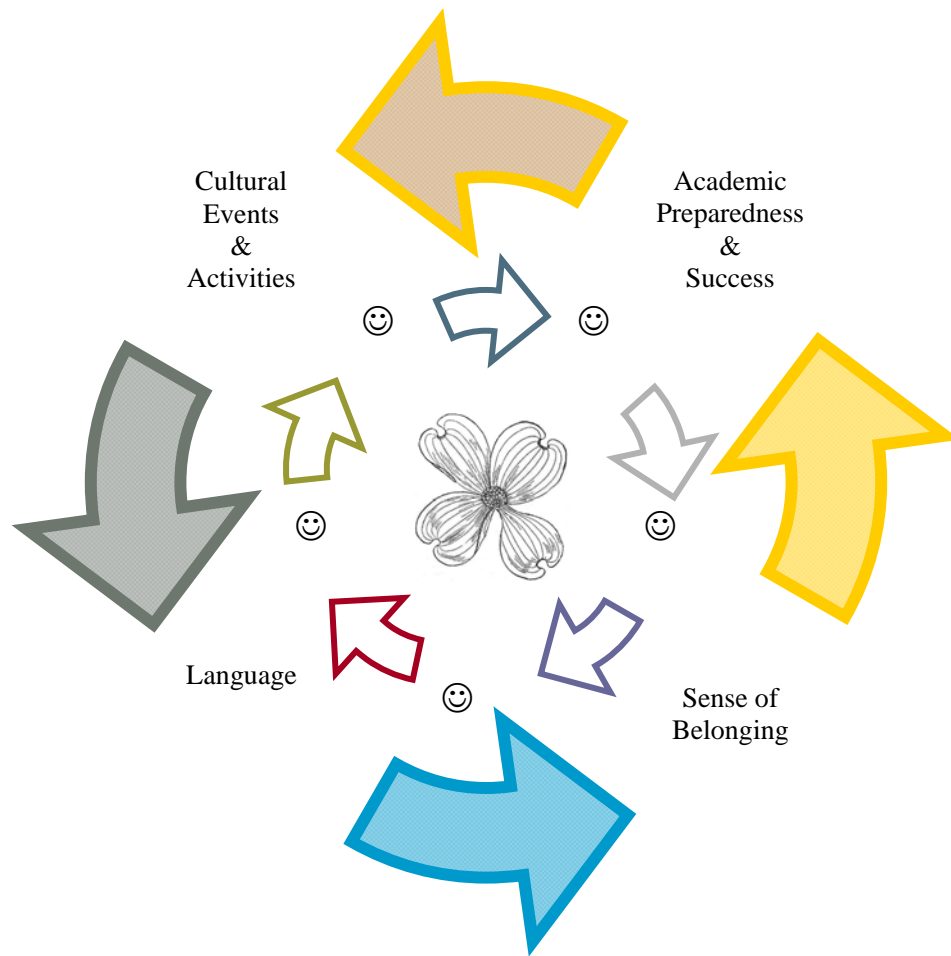 Cultural
Events
&
Activities
Academic
Preparedness
&
Success
Language
Sense of
Belonging